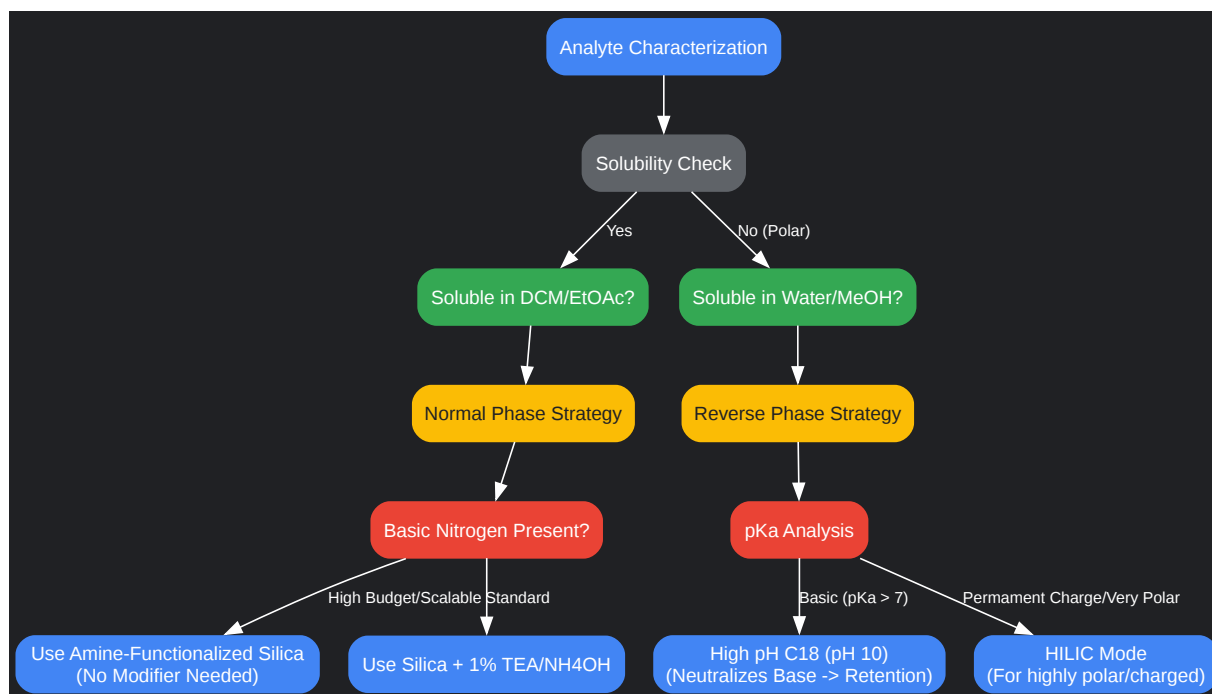 Analyte Characterization
Solubility Check
Yes
No (Polar)
Soluble in DCM/EtOAc?
Soluble in Water/MeOH?
Normal Phase Strategy
Reverse Phase Strategy
Basic Nitrogen Present?
pKa Analysis
High Budget/Scalable
Standard
Basic (pKa > 7)
Permament Charge/Very Polar
Use Amine-Functionalized Silica
(No Modifier Needed)
Use Silica + 1% TEA/NH4OH
High pH C18 (pH 10)
(Neutralizes Base -> Retention)
HILIC Mode
(For highly polar/charged)